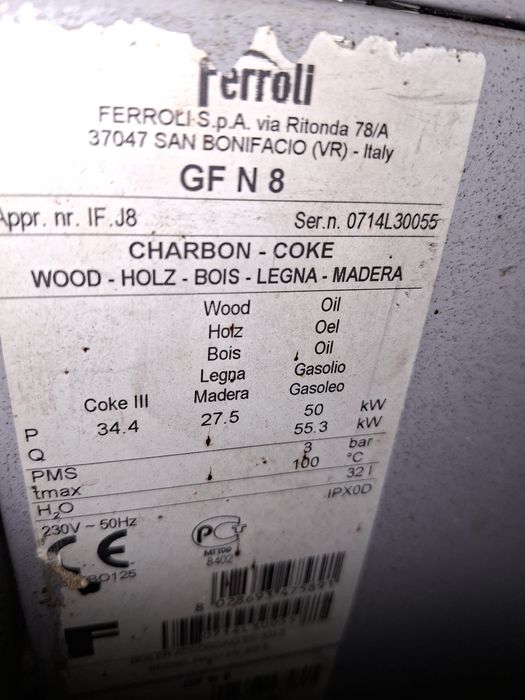 Ferroli
FERROLI S.p.A. via Ritonda 78/A
37047 SAN BONIFACIO (VR) - Italy
GF N 8
Appr. nr. IF.J8 Ser.n. 0714L30055
CHARBON - COKE
WOOD - HOLZ - BOIS - LEGNA - MADERA
Wood Oil
Holz Oel
Bois Oil
Legna Gasolio
Coke III Madera Gasoleo
P 34.4 27.5 50 kW
Q 55.3 kW
PMS 3 bar
tmax 100 °C
H2O 32 l
230V ~ 50Hz IPX0D
CE
8402
GF N 8